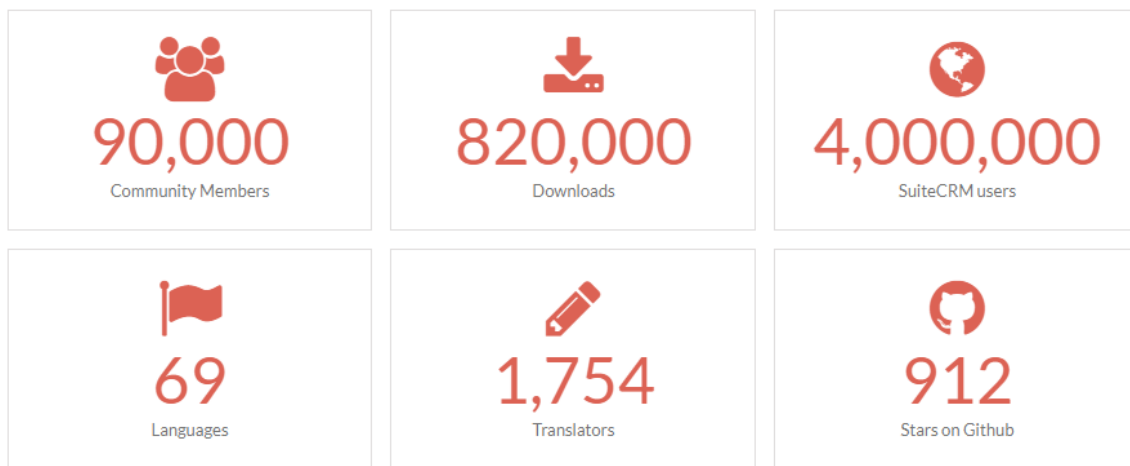 90,000
Community Members
820,000
Downloads
4,000,000
SuiteCRM users
69
Languages
1,754
Translators
912
Stars on Github